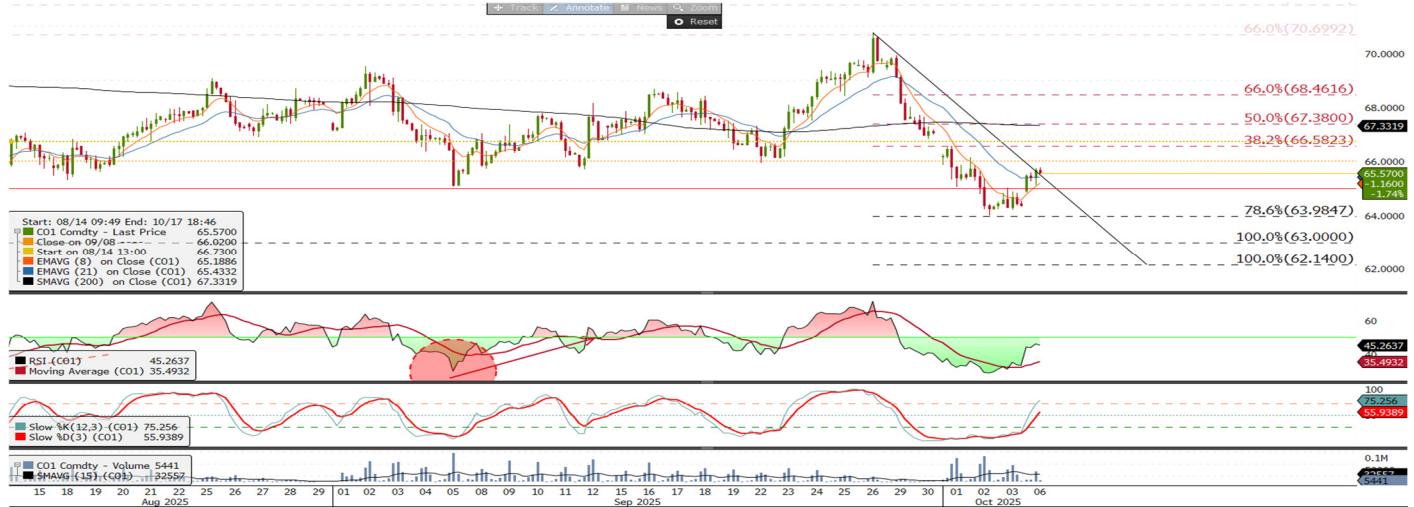 Track Annotate News Zoom
Reset
66.0%(70.6992)
70.0000
66.0%(68.4616)
68.0000
50.0%(67.3800)
67.3319
38.2%(66.5823)
66.0000
65.5700
-1.1600
-1.74%
78.6%(63.9847)
64.0000
100.0%(63.0000)
100.0%(62.1400)
62.0000
Start: 08/14 09:49 End: 10/17 18:46
CO1 Comdty - Last Price 65.5700
Close on 09/08 66.0200
Start on 08/14 13:00 66.7300
EMAVG (8) on Close (CO1) 65.1886
EMAVG (21) on Close (CO1) 65.4332
SMAVG (200) on Close (CO1) 67.3319
60
45.2637
35.4932
RSI (CO1) 45.2637
Moving Average (CO1) 35.4932
100
75.256
55.9389
Slow %K(12,3) (CO1) 75.256
Slow %D(3) (CO1) 55.9389
CO1 Comdty - Volume 5441
SMAVG (15) (CO1) 32557
0.1M
32557
5441
15 18 19 20 21 22 25 26 27 28 29 01 02 03 04 05 08 09 10 11 12 15 16 17 18 19 22 23 24 25 26 29 30 01 02 03 06
Aug 2025 Sep 2025 Oct 2025